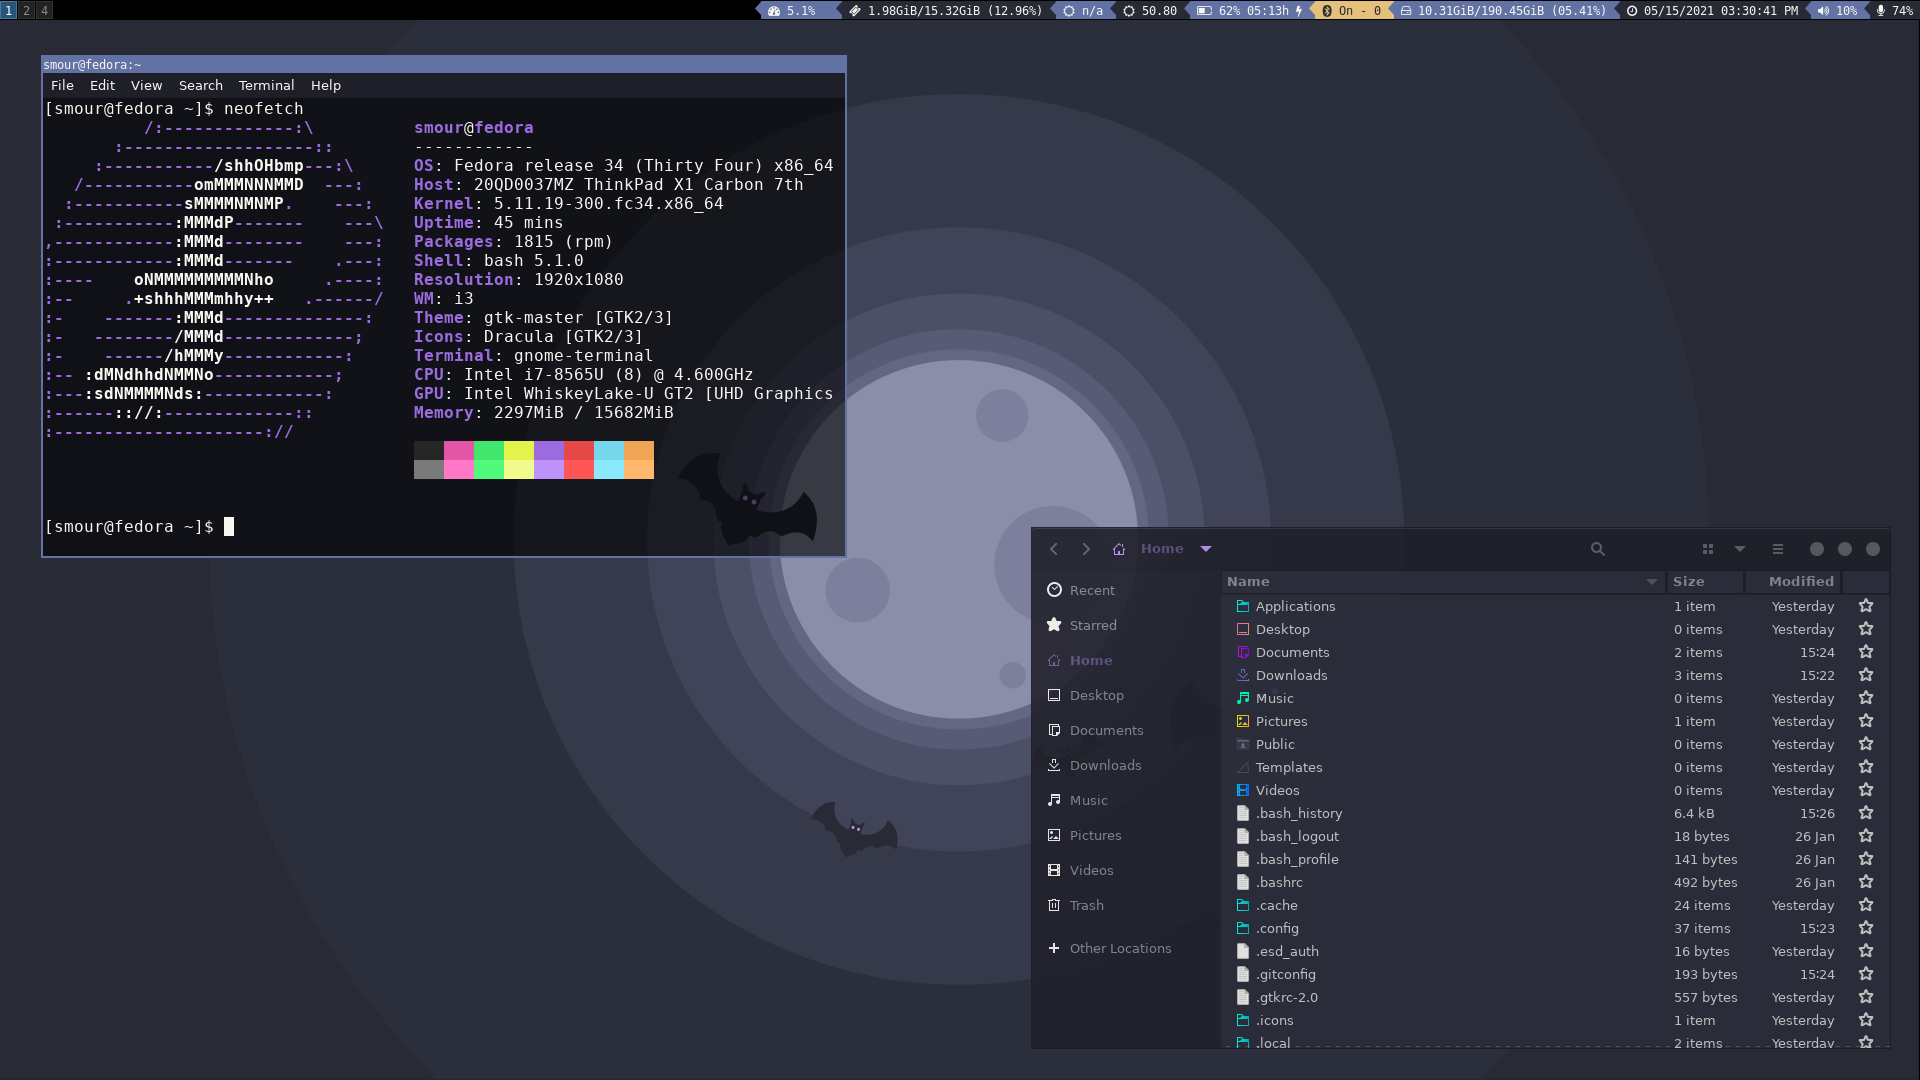 1 2 4 5.1% 1.98GiB/15.32GiB (12.96%) n/a 50.80 62% 05:13h On - 0 10.31GiB/190.45GiB (05.41%) 05/15/2021 03:30:41 PM 10% 74%
smour@fedora:~
File Edit View Search Terminal Help
[smour@fedora ~]$ neofetch
/:-------------:\ smour@fedora
:-------------------:: ------------
:-----------/shhOHbmp---:\ OS: Fedora release 34 (Thirty Four) x86_64
/-----------omMMMNNNMMD ---: Host: 20QD0037MZ ThinkPad X1 Carbon 7th
:-----------sMMMMNMNMP. ---: Kernel: 5.11.19-300.fc34.x86_64
:-----------:MMMdP------- ---\ Uptime: 45 mins
,------------:MMMd-------- ---: Packages: 1815 (rpm)
:------------:MMMd------- .---: Shell: bash 5.1.0
:---- oNMMMMMMMMMNho .----: Resolution: 1920x1080
:-- .+shhhMMMmhhy++ .------/ WM: i3
:- -------:MMMd--------------: Theme: gtk-master [GTK2/3]
:- --------/MMMd-------------; Icons: Dracula [GTK2/3]
:- ------/hMMMy------------: Terminal: gnome-terminal
:-- :dMNdhhdNMMNo------------; CPU: Intel i7-8565U (8) @ 4.600GHz
:---:sdNMMMMNds:------------: GPU: Intel WhiskeyLake-U GT2 [UHD Graphics
:------:://:-------------:: Memory: 2297MiB / 15682MiB
:---------------------://
[smour@fedora ~]$
Home
Recent
Starred
Home
Desktop
Documents
Downloads
Music
Pictures
Videos
Trash
Other Locations
Name Size Modified
Applications 1 item Yesterday
Desktop 0 items Yesterday
Documents 2 items 15:24
Downloads 3 items 15:22
Music 0 items Yesterday
Pictures 1 item Yesterday
Public 0 items Yesterday
Templates 0 items Yesterday
Videos 0 items Yesterday
.bash_history 6.4 kB 15:26
.bash_logout 18 bytes 26 Jan
.bash_profile 141 bytes 26 Jan
.bashrc 492 bytes 26 Jan
.cache 24 items Yesterday
.config 37 items 15:23
.esd_auth 16 bytes Yesterday
.gitconfig 193 bytes 15:24
.gtkrc-2.0 557 bytes Yesterday
.icons 1 item Yesterday
.local 2 items Yesterday